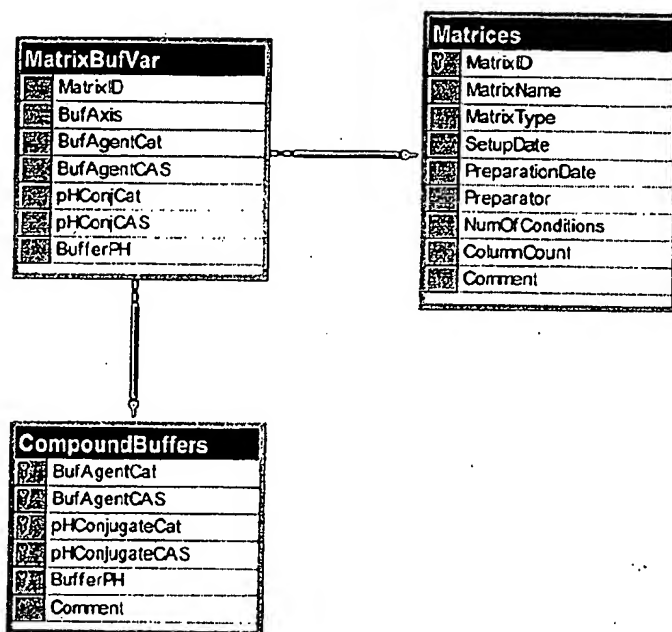 MatrixBufVar
MatrixID
BufAxis
BufAgentCat
BufAgentCAS
pHConjCat
pHConjCAS
BufferPH
Matrices
MatrixID
MatrixName
MatrixType
SetupDate
PreparationDate
Preparator
NumOfConditions
ColumnCount
Comment
CompoundBuffers
BufAgentCat
BufAgentCAS
pHConjugateCat
pHConjugateCAS
BufferPH
Comment